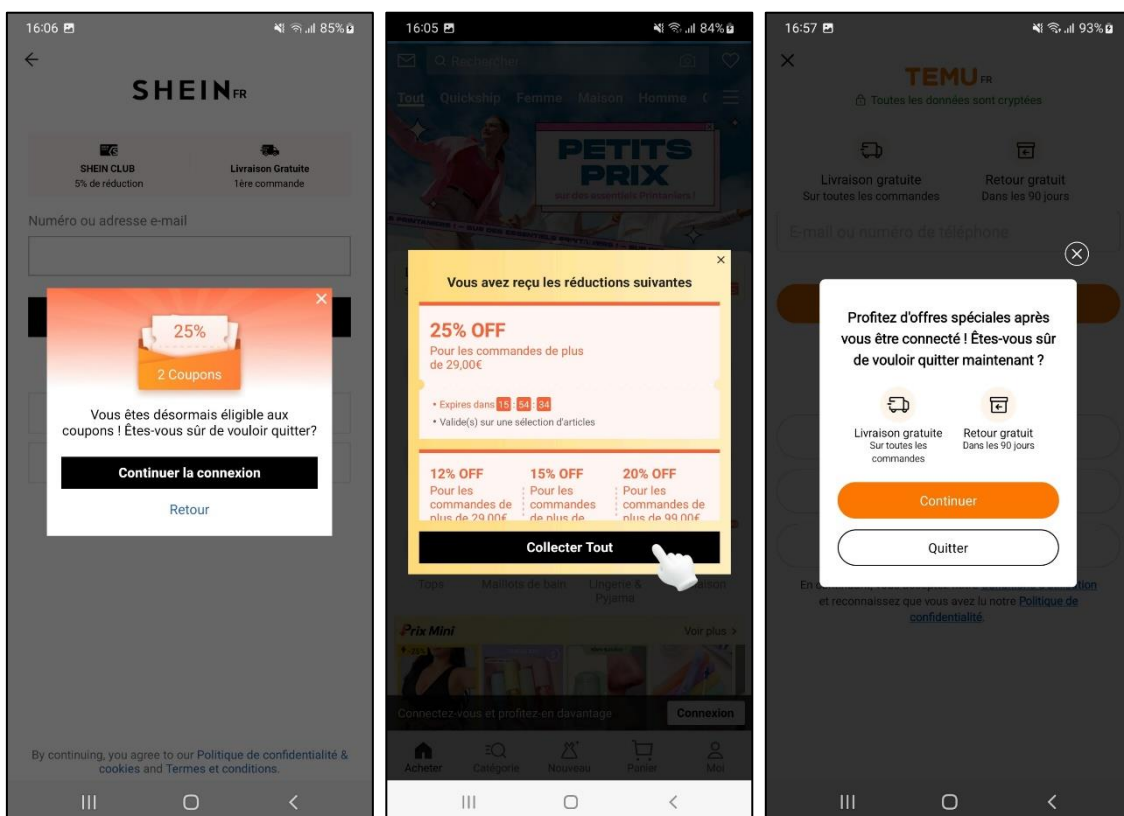 16:06
85%
SHEIN FR
SHEIN CLUB
5% de réduction
Livraison Gratuite
1ère commande
Numéro ou adresse e-mail
25%
2 Coupons
Vous êtes désormais éligible aux
coupons ! Êtes-vous sûr de vouloir quitter?
Continuer la connexion
Retour
By continuing, you agree to our Politique de confidentialité &
cookies and Termes et conditions.
16:05
84%
Rechercher
Tout Quickship Femme Maison Homme
PETITS
PRIX
sur des essentiels Printaniers !
Vous avez reçu les réductions suivantes
25% OFF
Pour les commandes de plus
de 29,00€
• Expires dans 15 : 54 : 34
• Valide(s) sur une sélection d'articles
12% OFF
Pour les
commandes de
plus de 29,00€
15% OFF
Pour les
commandes
de plus de
20% OFF
Pour les
commandes de
plus de 99,00€
Collecter Tout
Tops
Maillots de bain
Lingerie &
Pyjama
Prix Mini
Voir plus >
-25%
Connectez-vous et profitez-en davantage
Connexion
Acheter
Catégorie
Nouveau
Panier
Moi
16:57
93%
TEMU FR
Toutes les données sont cryptées
Livraison gratuite
Sur toutes les commandes
Retour gratuit
Dans les 90 jours
E-mail ou numéro de téléphone
Profitez d'offres spéciales après
vous être connecté ! Êtes-vous sûr
de vouloir quitter maintenant ?
Livraison gratuite
Sur toutes les
commandes
Retour gratuit
Dans les 90 jours
Continuer
Quitter
En
et reconnaissez que vous avez lu notre Politique de
confidentialité.